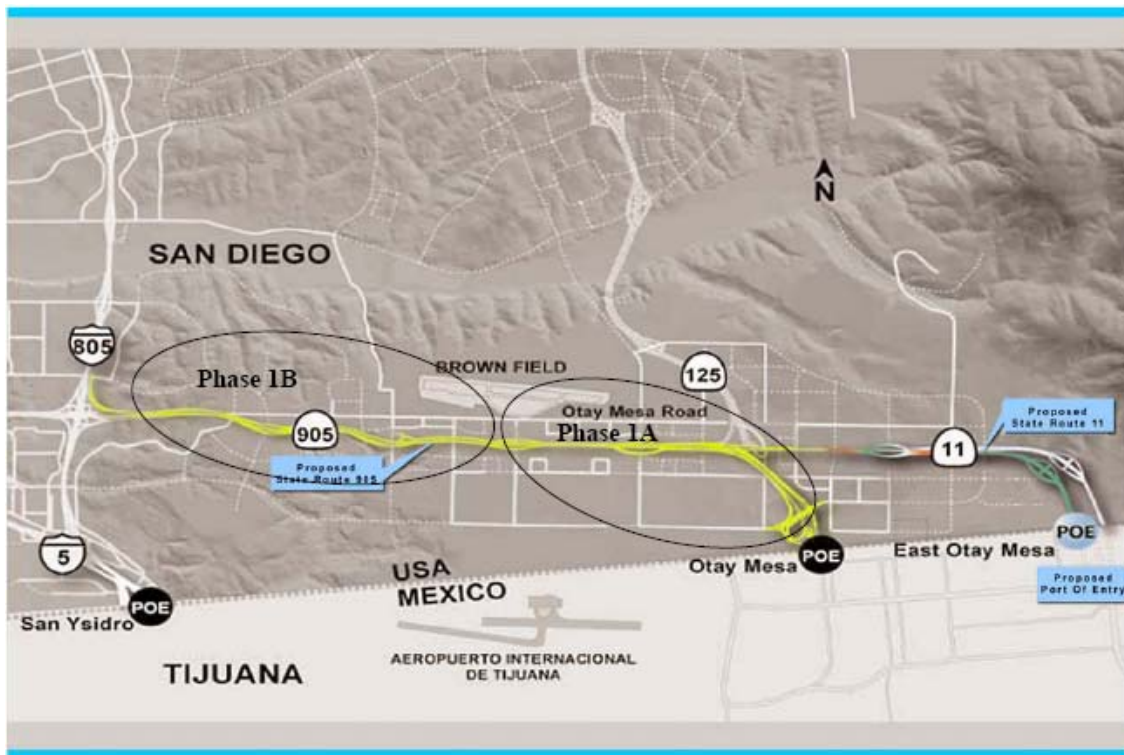 N
SAN DIEGO
805
BROWN FIELD
Phase 1B
125
Otay Mesa Road
Phase 1A
905
Proposed
State Route 905
Proposed
State Route 11
11
5
POE
East Otay Mesa
POE
Otay Mesa
USA
MEXICO
Proposed
Port Of Entry
POE
San Ysidro
AEROPUERTO INTERNACIONAL
DE TIJUANA
TIJUANA